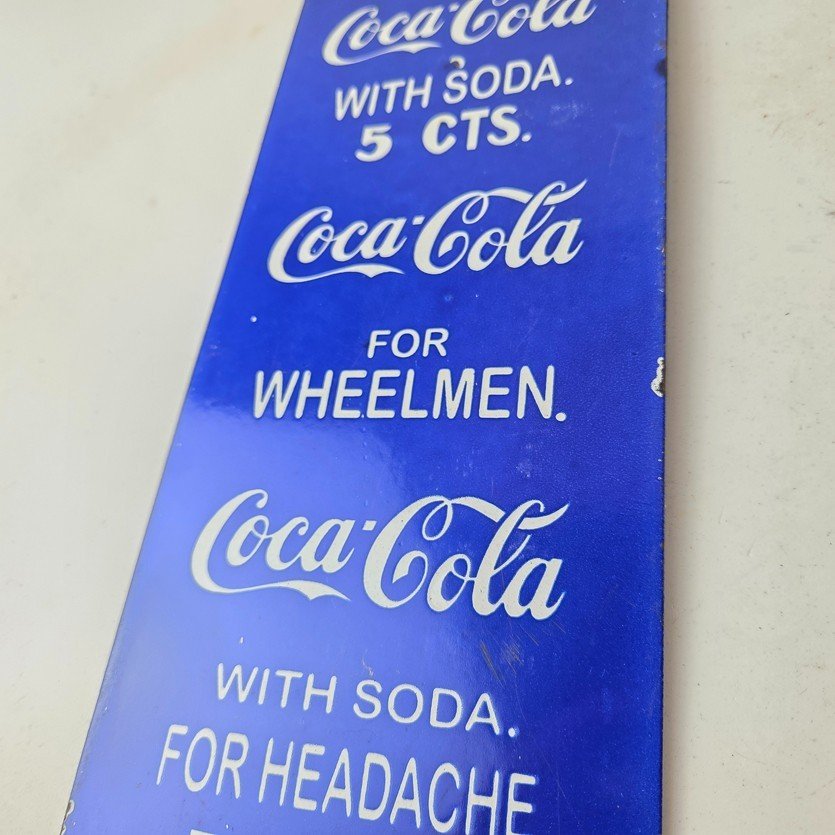 Coca-Cola
WITH SODA.
5 CTS.
Coca-Cola
FOR
WHEELMEN.
Coca-Cola
WITH SODA.
FOR HEADACHE